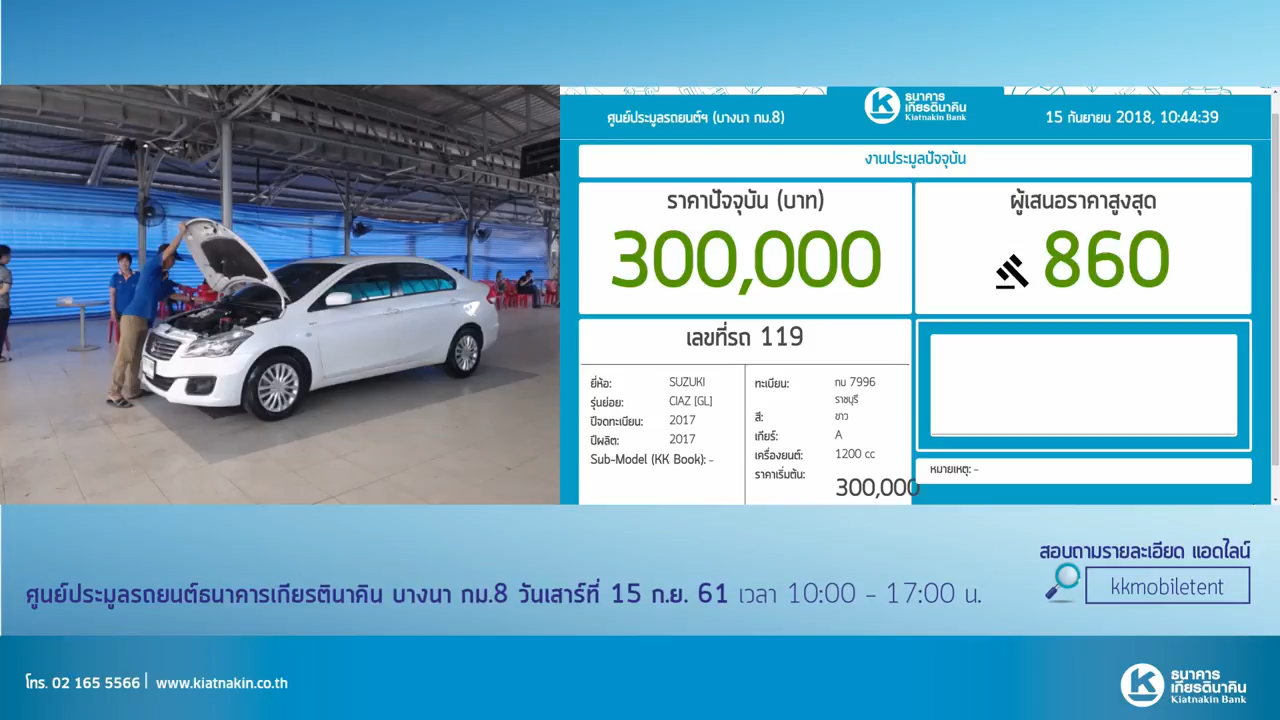 ศูนย์ประมูลรถยนต์ฯ (บางนา กม.8)
ธนาคาร
เกียรตินาคิน
Kiatnakin Bank
15 กันยายน 2018, 10:44:39
งานประมูลปัจจุบัน
ราคาปัจจุบัน (บาท)
300,000
ผู้เสนอราคาสูงสุด
860
เลขที่รถ 119
ยี่ห้อ: SUZUKI
รุ่นย่อย: CIAZ [GL]
ปีจดทะเบียน: 2017
ปีผลิต: 2017
Sub-Model (KK Book): -
ทะเบียน: กบ 7996
ราชบุรี
สี: ขาว
เกียร์: A
เครื่องยนต์: 1200 cc
ราคาเริ่มต้น: 300,000
หมายเหตุ: -
สอบถามรายละเอียด แอดไลน์
kkmobiletent
ศูนย์ประมูลรถยนต์ธนาคารเกียรตินาคิน บางนา กม.8 วันเสาร์ที่ 15 ก.ย. 61 เวลา 10:00 - 17:00 น.
โทร. 02 165 5566 | www.kiatnakin.co.th
ธนาคาร
เกียรตินาคิน
Kiatnakin Bank